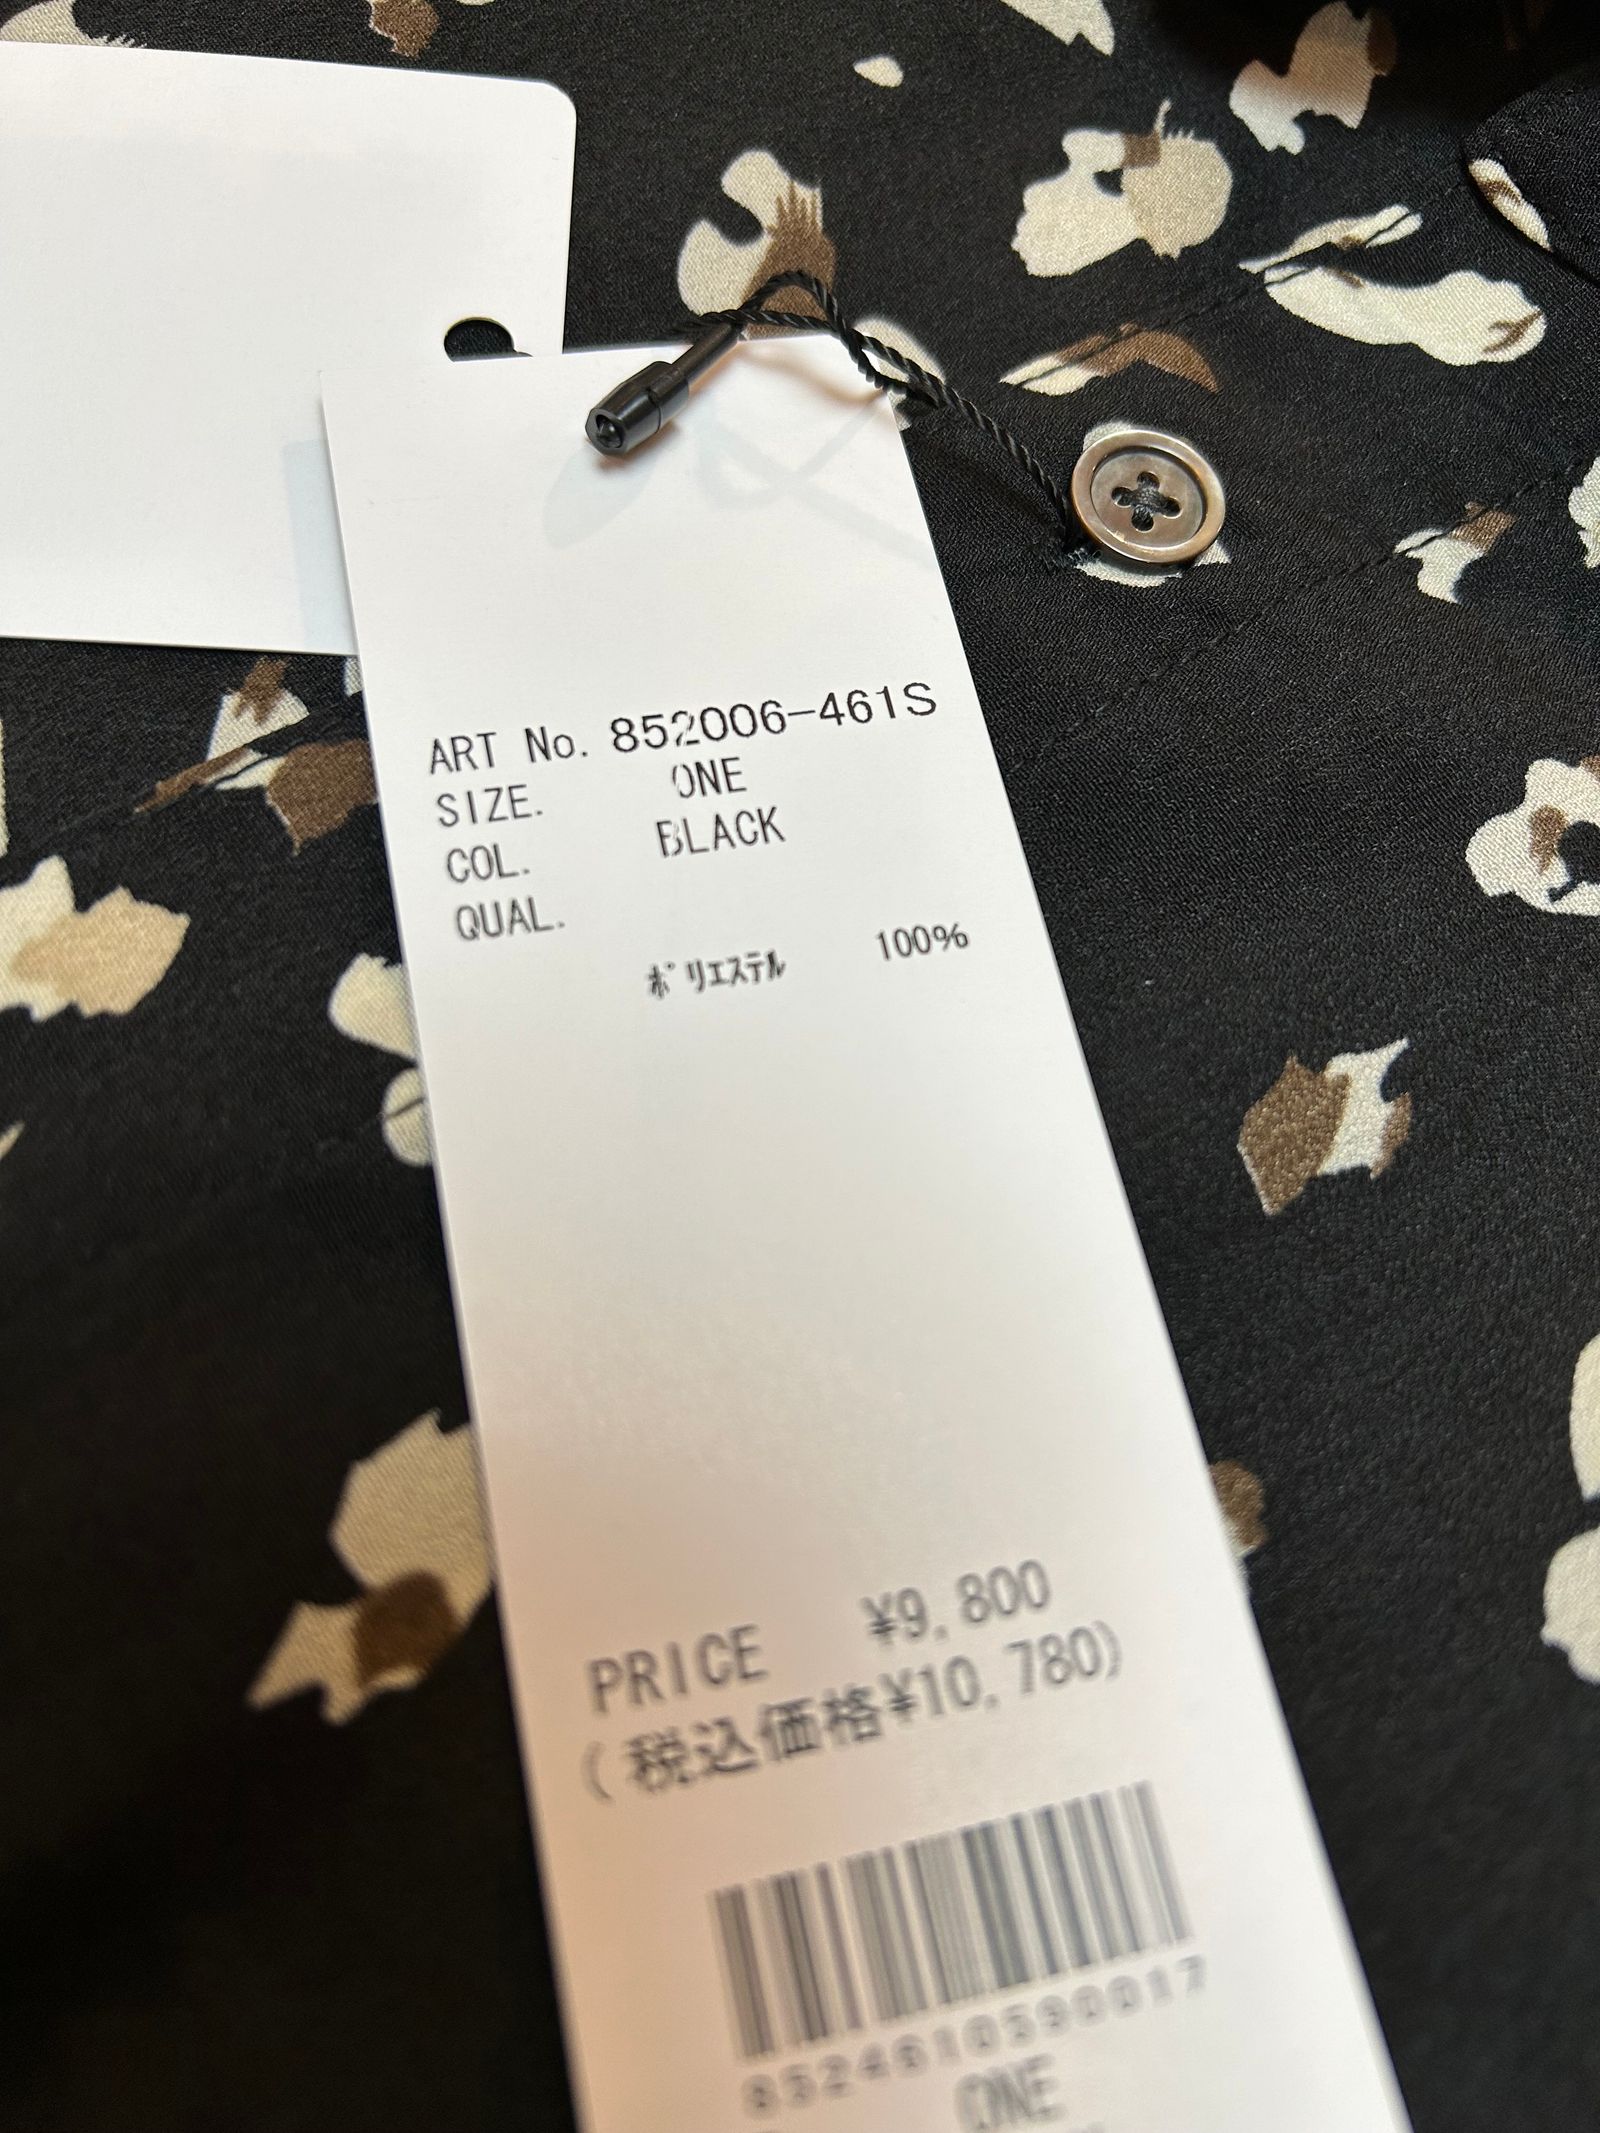 ART No. 852006-461S
SIZE. ONE
COL. BLACK
QUAL.
ﾎﾟﾘｴｽﾃﾙ 100%
PRICE ¥9,800
(税込価格¥10,780)
8524610590017
ONE